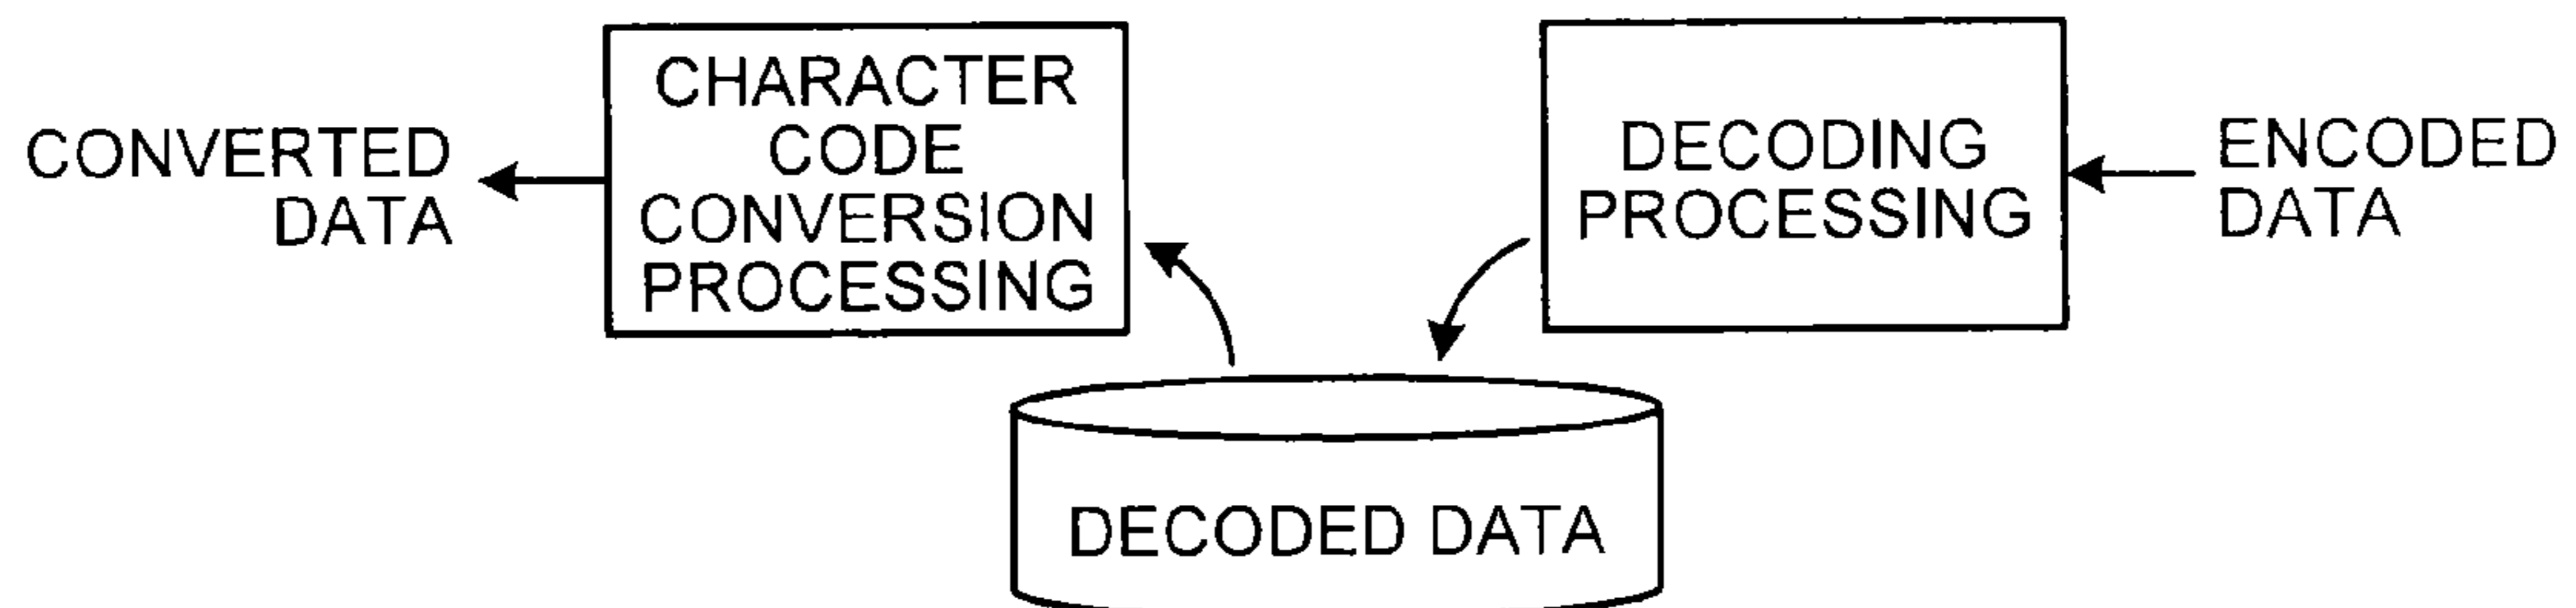 CONVERTED
DATA
CHARACTER
CODE
CONVERSION
PROCESSING
DECODING
PROCESSING
ENCODED
DATA
DECODED DATA